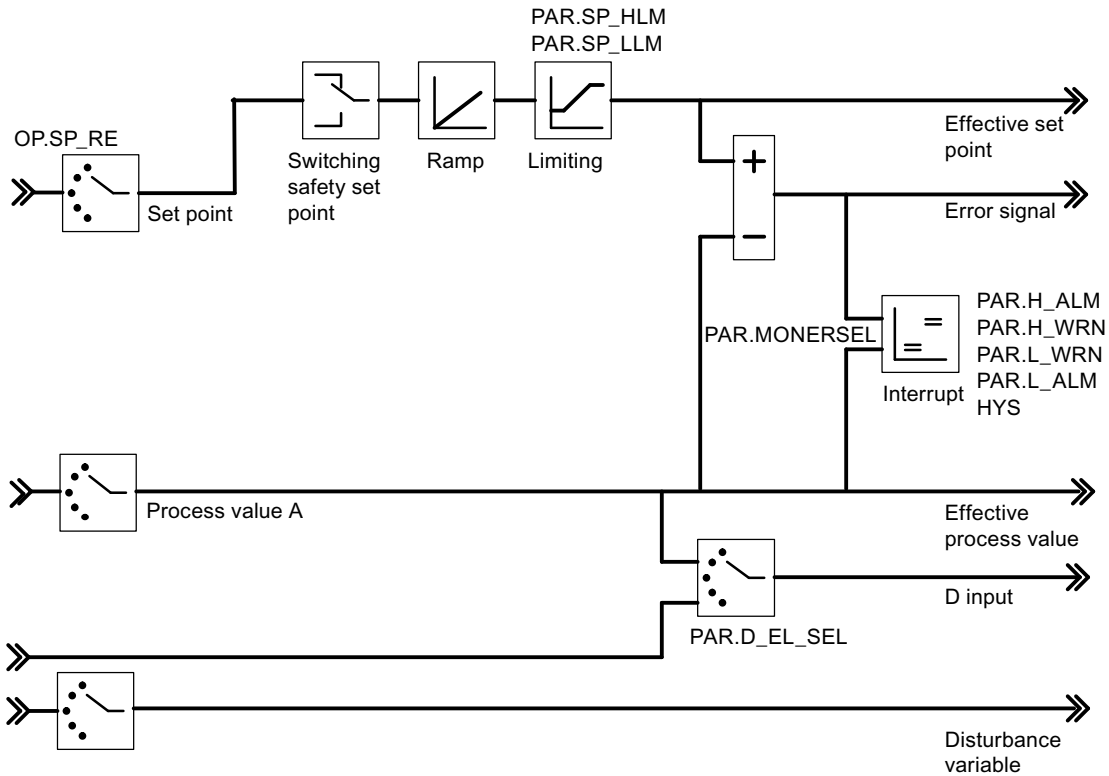 PAR.SP_HLM
PAR.SP_LLM
OP.SP_RE
Set point
Switching
safety set
point
Ramp
Limiting
Effective set
point
+
Error signal
−
PAR.MONERSEL
Interrupt
PAR.H_ALM
PAR.H_WRN
PAR.L_WRN
PAR.L_ALM
HYS
Process value A
Effective
process value
D input
PAR.D_EL_SEL
Disturbance
variable